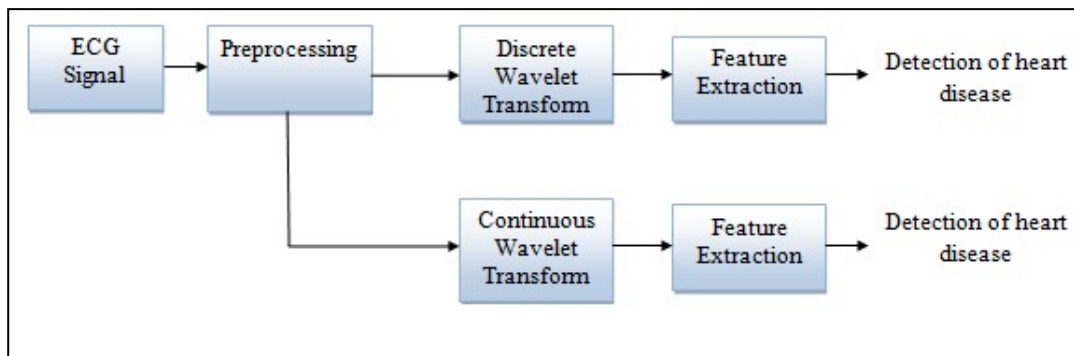 ECG
Signal
Preprocessing
Discrete
Wavelet
Transform
Feature
Extraction
Detection of heart
disease
Continuous
Wavelet
Transform
Feature
Extraction
Detection of heart
disease